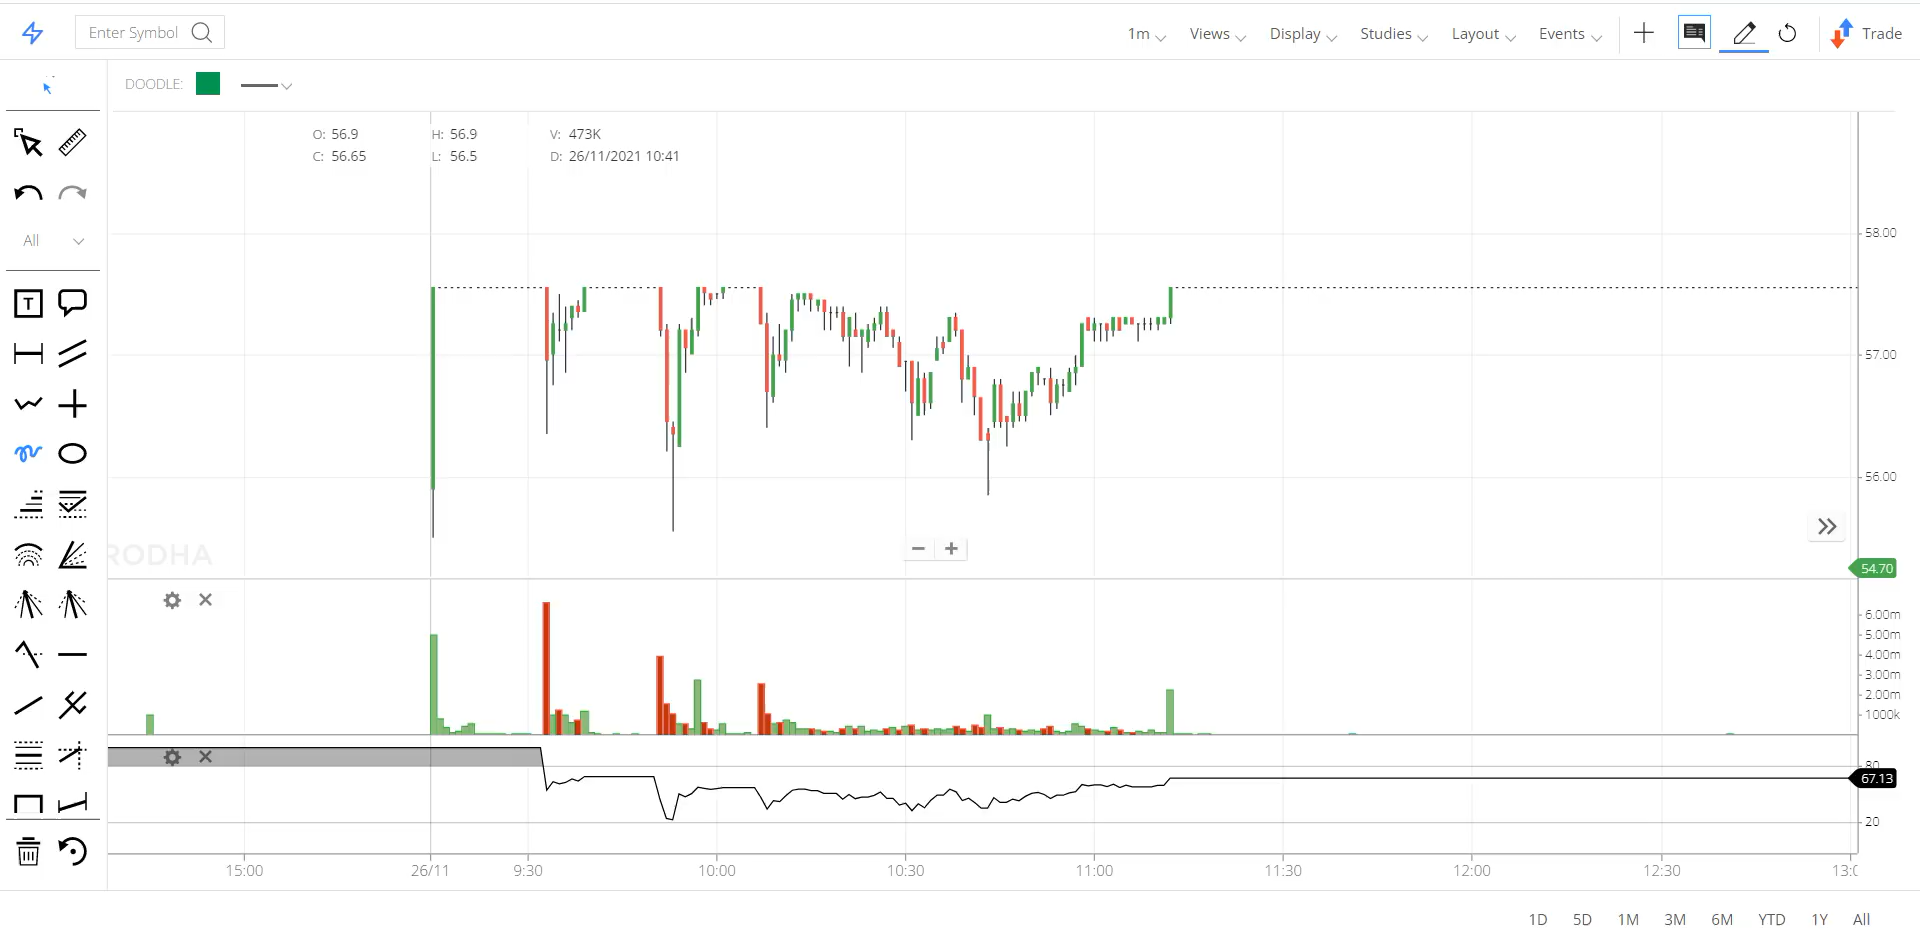 Enter Symbol 1m Views Display Studies Layout Events Trade
DOODLE:
O: 56.9 H: 56.9 V: 473K
C: 56.65 L: 56.5 D: 26/11/2021 10:41
All
T
58.00
57.00
56.00
RODHA
54.70
6.00m
5.00m
4.00m
3.00m
2.00m
1000k
80
67.13
20
15:00 26/11 9:30 10:00 10:30 11:00 11:30 12:00 12:30 13:0
1D 5D 1M 3M 6M YTD 1Y All